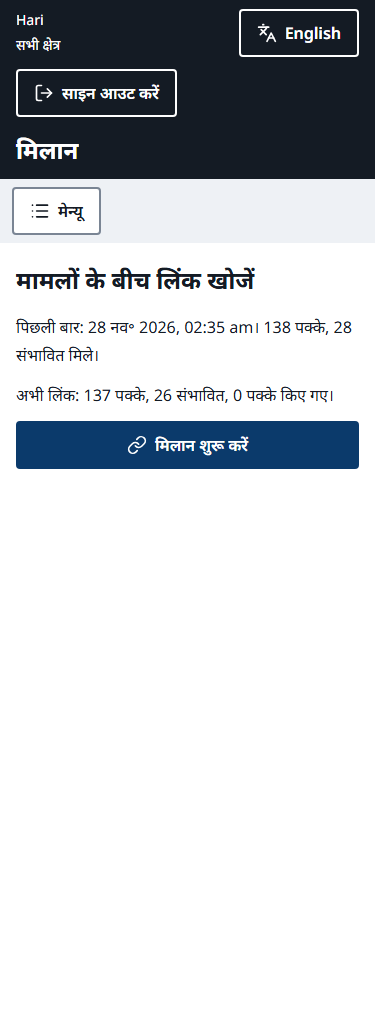 Hari
सभी क्षेत्र
English
साइन आउट करें
मिलान
मेन्यू
मामलों के बीच लिंक खोजें
पिछली बार: 28 नव॰ 2026, 02:35 am। 138 पक्के, 28
संभावित मिले।
अभी लिंक: 137 पक्के, 26 संभावित, 0 पक्के किए गए।
मिलान शुरू करें